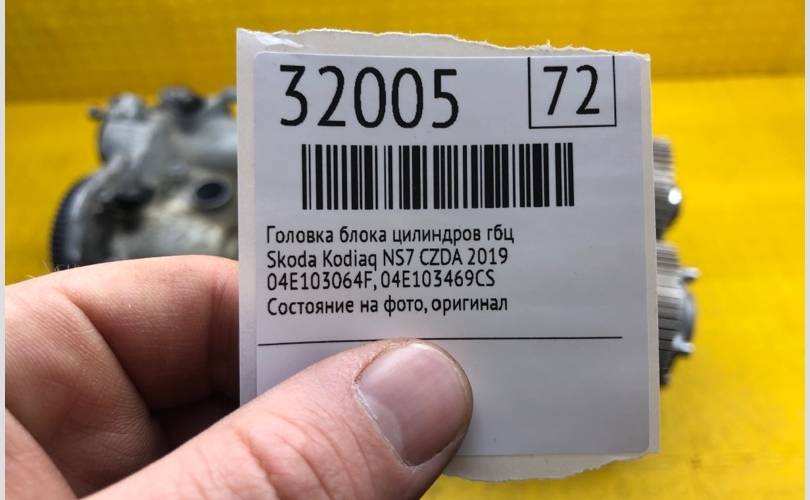 32005
72
Головка блока цилиндров гбц
Skoda Kodiaq NS7 CZDA 2019
04E103064F, 04E103469CS
Состояние на фото, оригинал